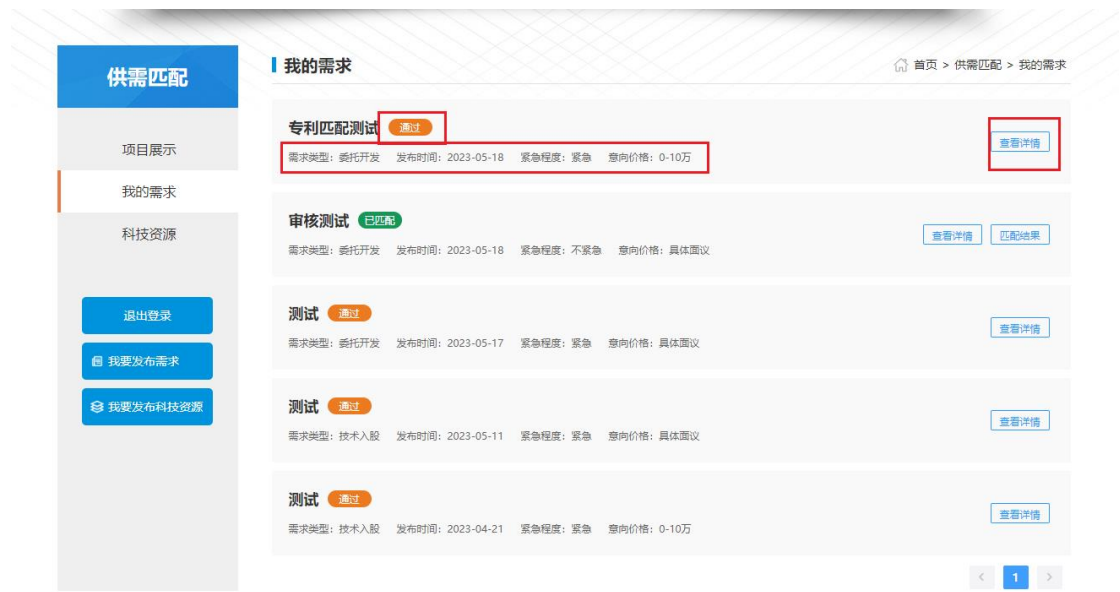 供需匹配
项目展示
我的需求
科技资源
退出登录
我要发布需求
我要发布科技资源
我的需求
首页 > 供需匹配 > 我的需求
专利匹配测试 通过
需求类型：委托开发 发布时间：2023-05-18 紧急程度：紧急 意向价格：0-10万
查看详情
审核测试 已匹配
需求类型：委托开发 发布时间：2023-05-18 紧急程度：不紧急 意向价格：具体面议
查看详情 匹配结果
测试 通过
需求类型：委托开发 发布时间：2023-05-17 紧急程度：紧急 意向价格：具体面议
查看详情
测试 通过
需求类型：技术入股 发布时间：2023-05-11 紧急程度：紧急 意向价格：具体面议
查看详情
测试 通过
需求类型：技术入股 发布时间：2023-04-21 紧急程度：紧急 意向价格：0-10万
查看详情
< 1 >